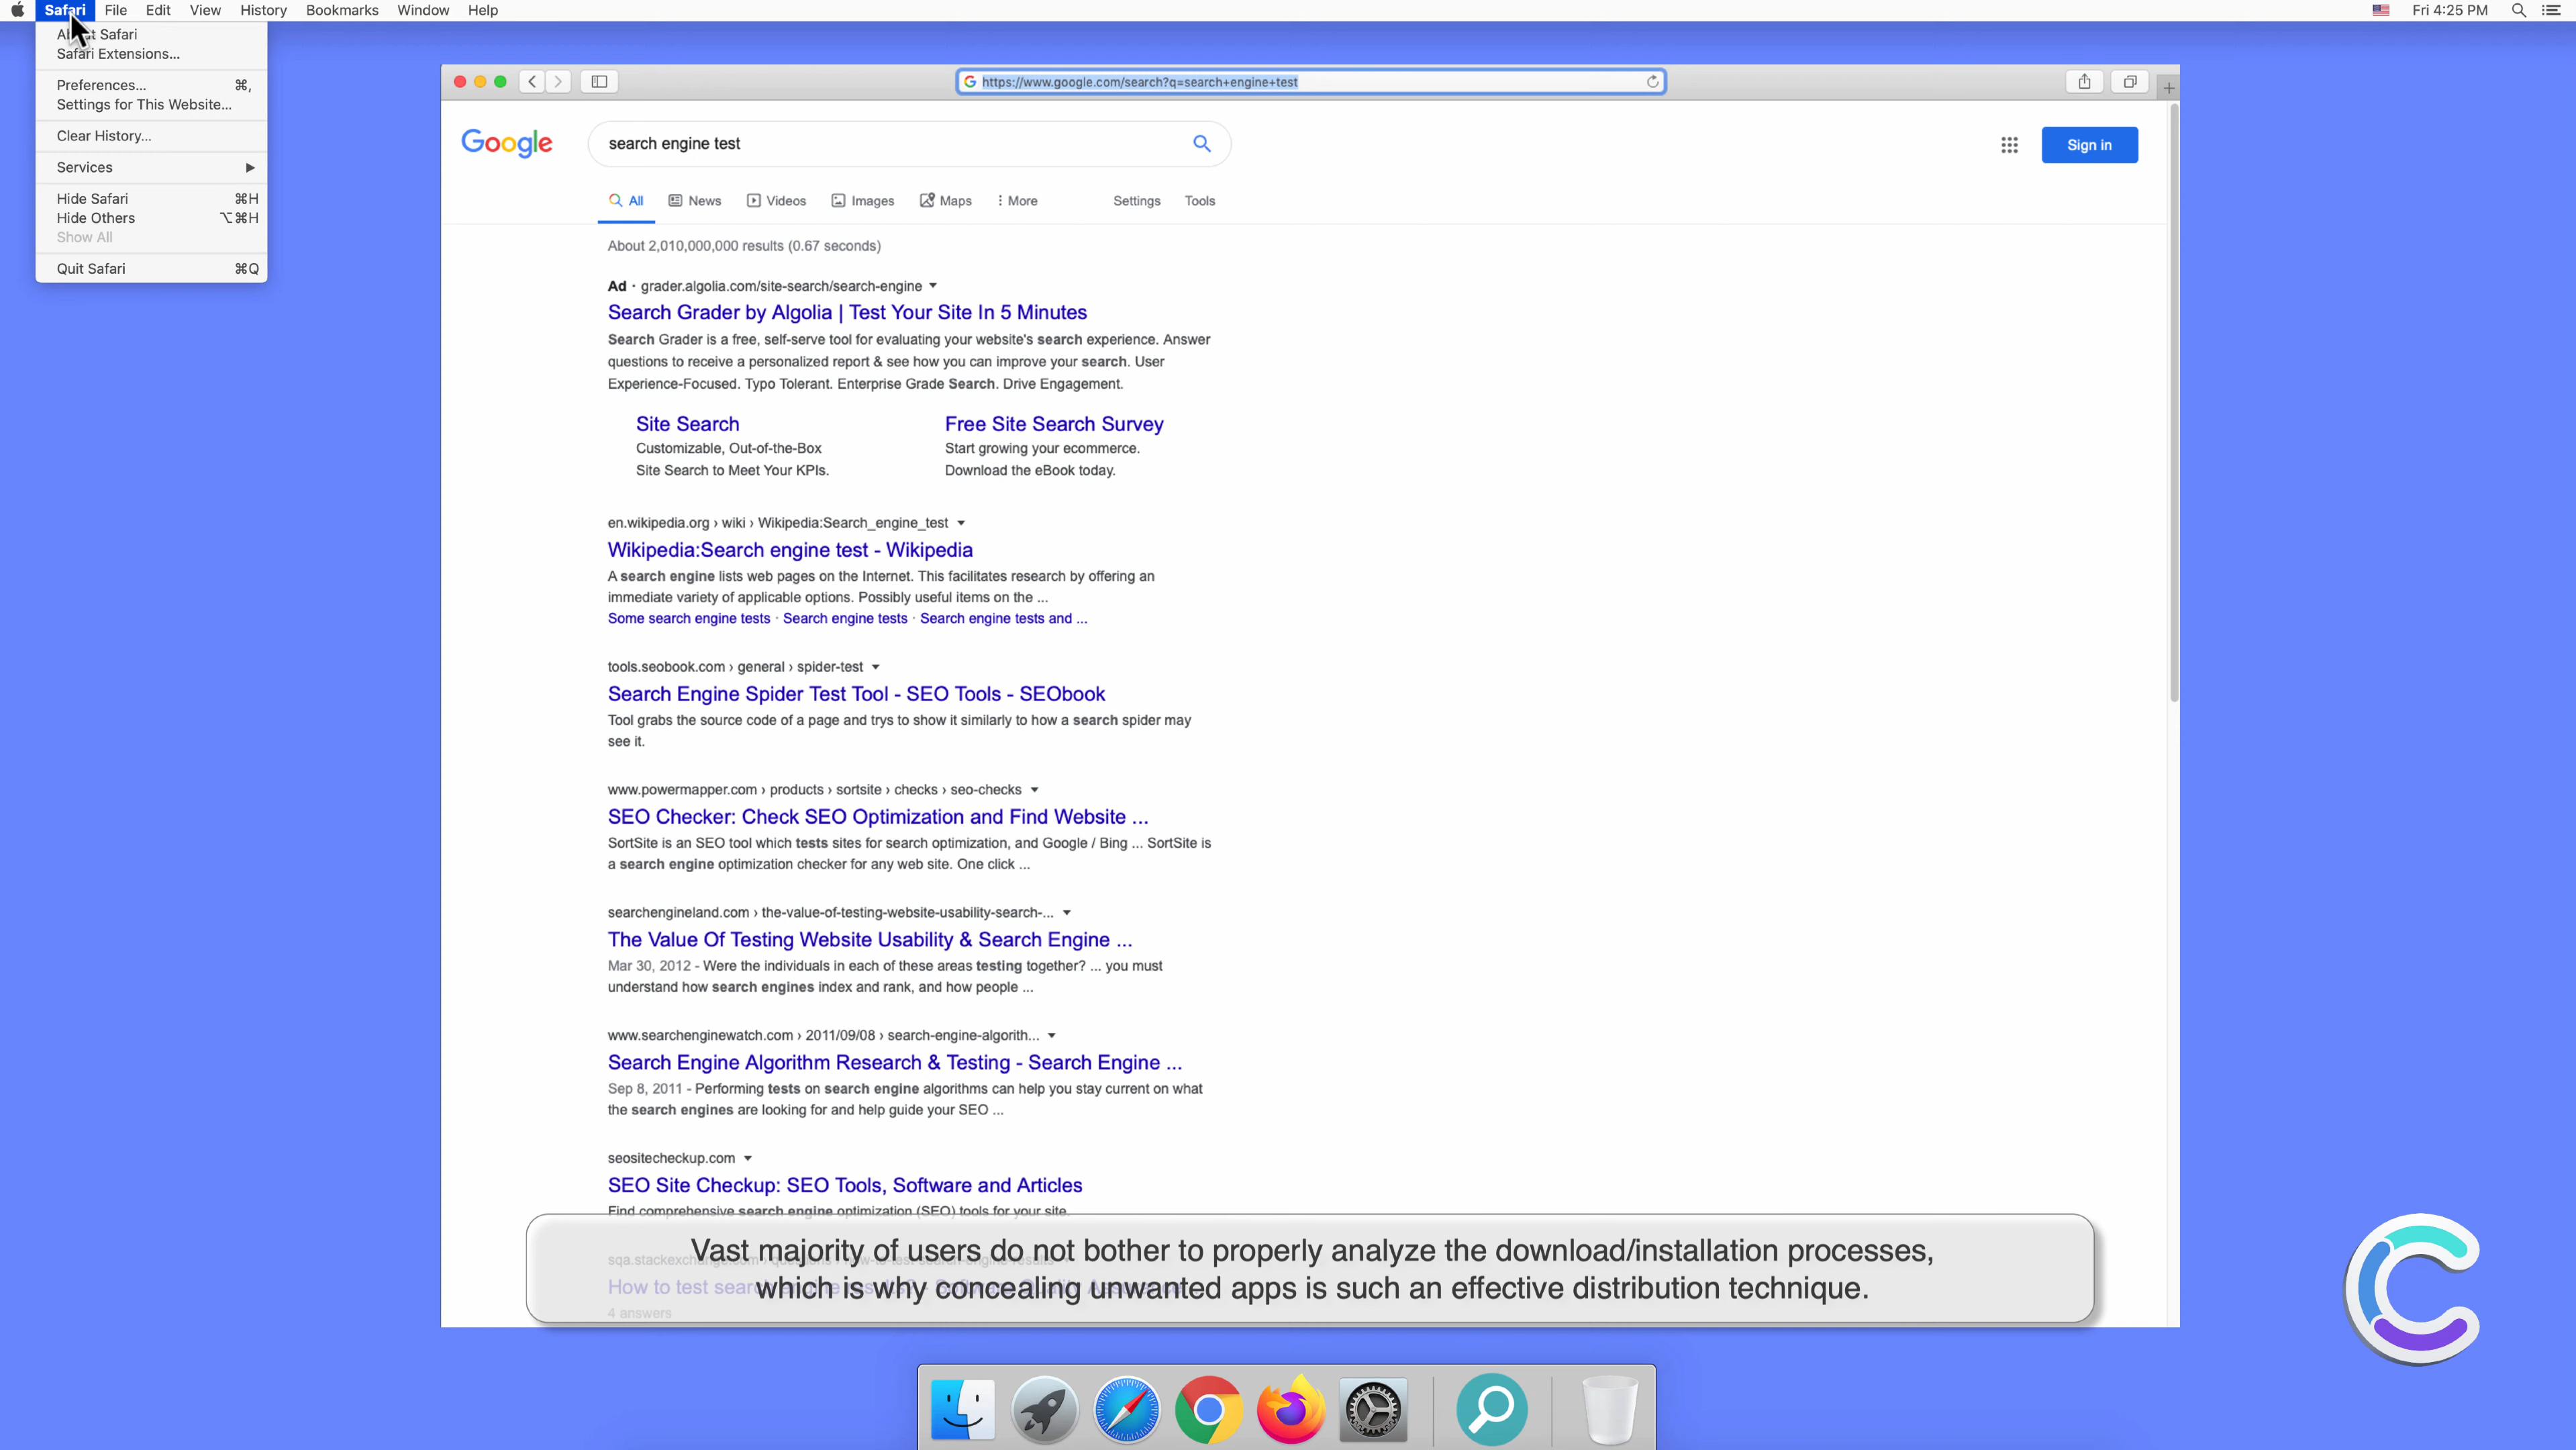 Safari File Edit View History Bookmarks Window Help
Fri 4:25 PM
Safari
Safari Extensions...
Preferences... ⌘,
Settings for This Website...
Clear History...
Services ▶
Hide Safari ⌘H
Hide Others ⌥⌘H
Show All
Quit Safari ⌘Q
https://www.google.com/search?q=search+engine+test
Google
search engine test
Sign in
All News Videos Images Maps More Settings Tools
About 2,010,000,000 results (0.67 seconds)
Ad · grader.algolia.com/site-search/search-engine
Search Grader by Algolia | Test Your Site In 5 Minutes
Search Grader is a free, self-serve tool for evaluating your website's search experience. Answer
questions to receive a personalized report & see how you can improve your search. User
Experience-Focused. Typo Tolerant. Enterprise Grade Search. Drive Engagement.
Site Search
Customizable, Out-of-the-Box
Site Search to Meet Your KPIs.
Free Site Search Survey
Start growing your ecommerce.
Download the eBook today.
en.wikipedia.org › wiki › Wikipedia:Search_engine_test
Wikipedia:Search engine test - Wikipedia
A search engine lists web pages on the Internet. This facilitates research by offering an
immediate variety of applicable options. Possibly useful items on the ...
Some search engine tests · Search engine tests · Search engine tests and ...
tools.seobook.com › general › spider-test
Search Engine Spider Test Tool - SEO Tools - SEObook
Tool grabs the source code of a page and trys to show it similarly to how a search spider may
see it.
www.powermapper.com › products › sortsite › checks › seo-checks
SEO Checker: Check SEO Optimization and Find Website ...
SortSite is an SEO tool which tests sites for search optimization, and Google / Bing ... SortSite is
a search engine optimization checker for any web site. One click ...
searchengineland.com › the-value-of-testing-website-usability-search-...
The Value Of Testing Website Usability & Search Engine ...
Mar 30, 2012 - Were the individuals in each of these areas testing together? ... you must
understand how search engines index and rank, and how people ...
www.searchenginewatch.com › 2011/09/08 › search-engine-algorith...
Search Engine Algorithm Research & Testing - Search Engine ...
Sep 8, 2011 - Performing tests on search engine algorithms can help you stay current on what
the search engines are looking for and help guide your SEO ...
seositecheckup.com
SEO Site Checkup: SEO Tools, Software and Articles
Find comprehensive search engine optimization (SEO) tools for your site.
Vast majority of users do not bother to properly analyze the download/installation processes,
which is why concealing unwanted apps is such an effective distribution technique.
How to test
4 answers